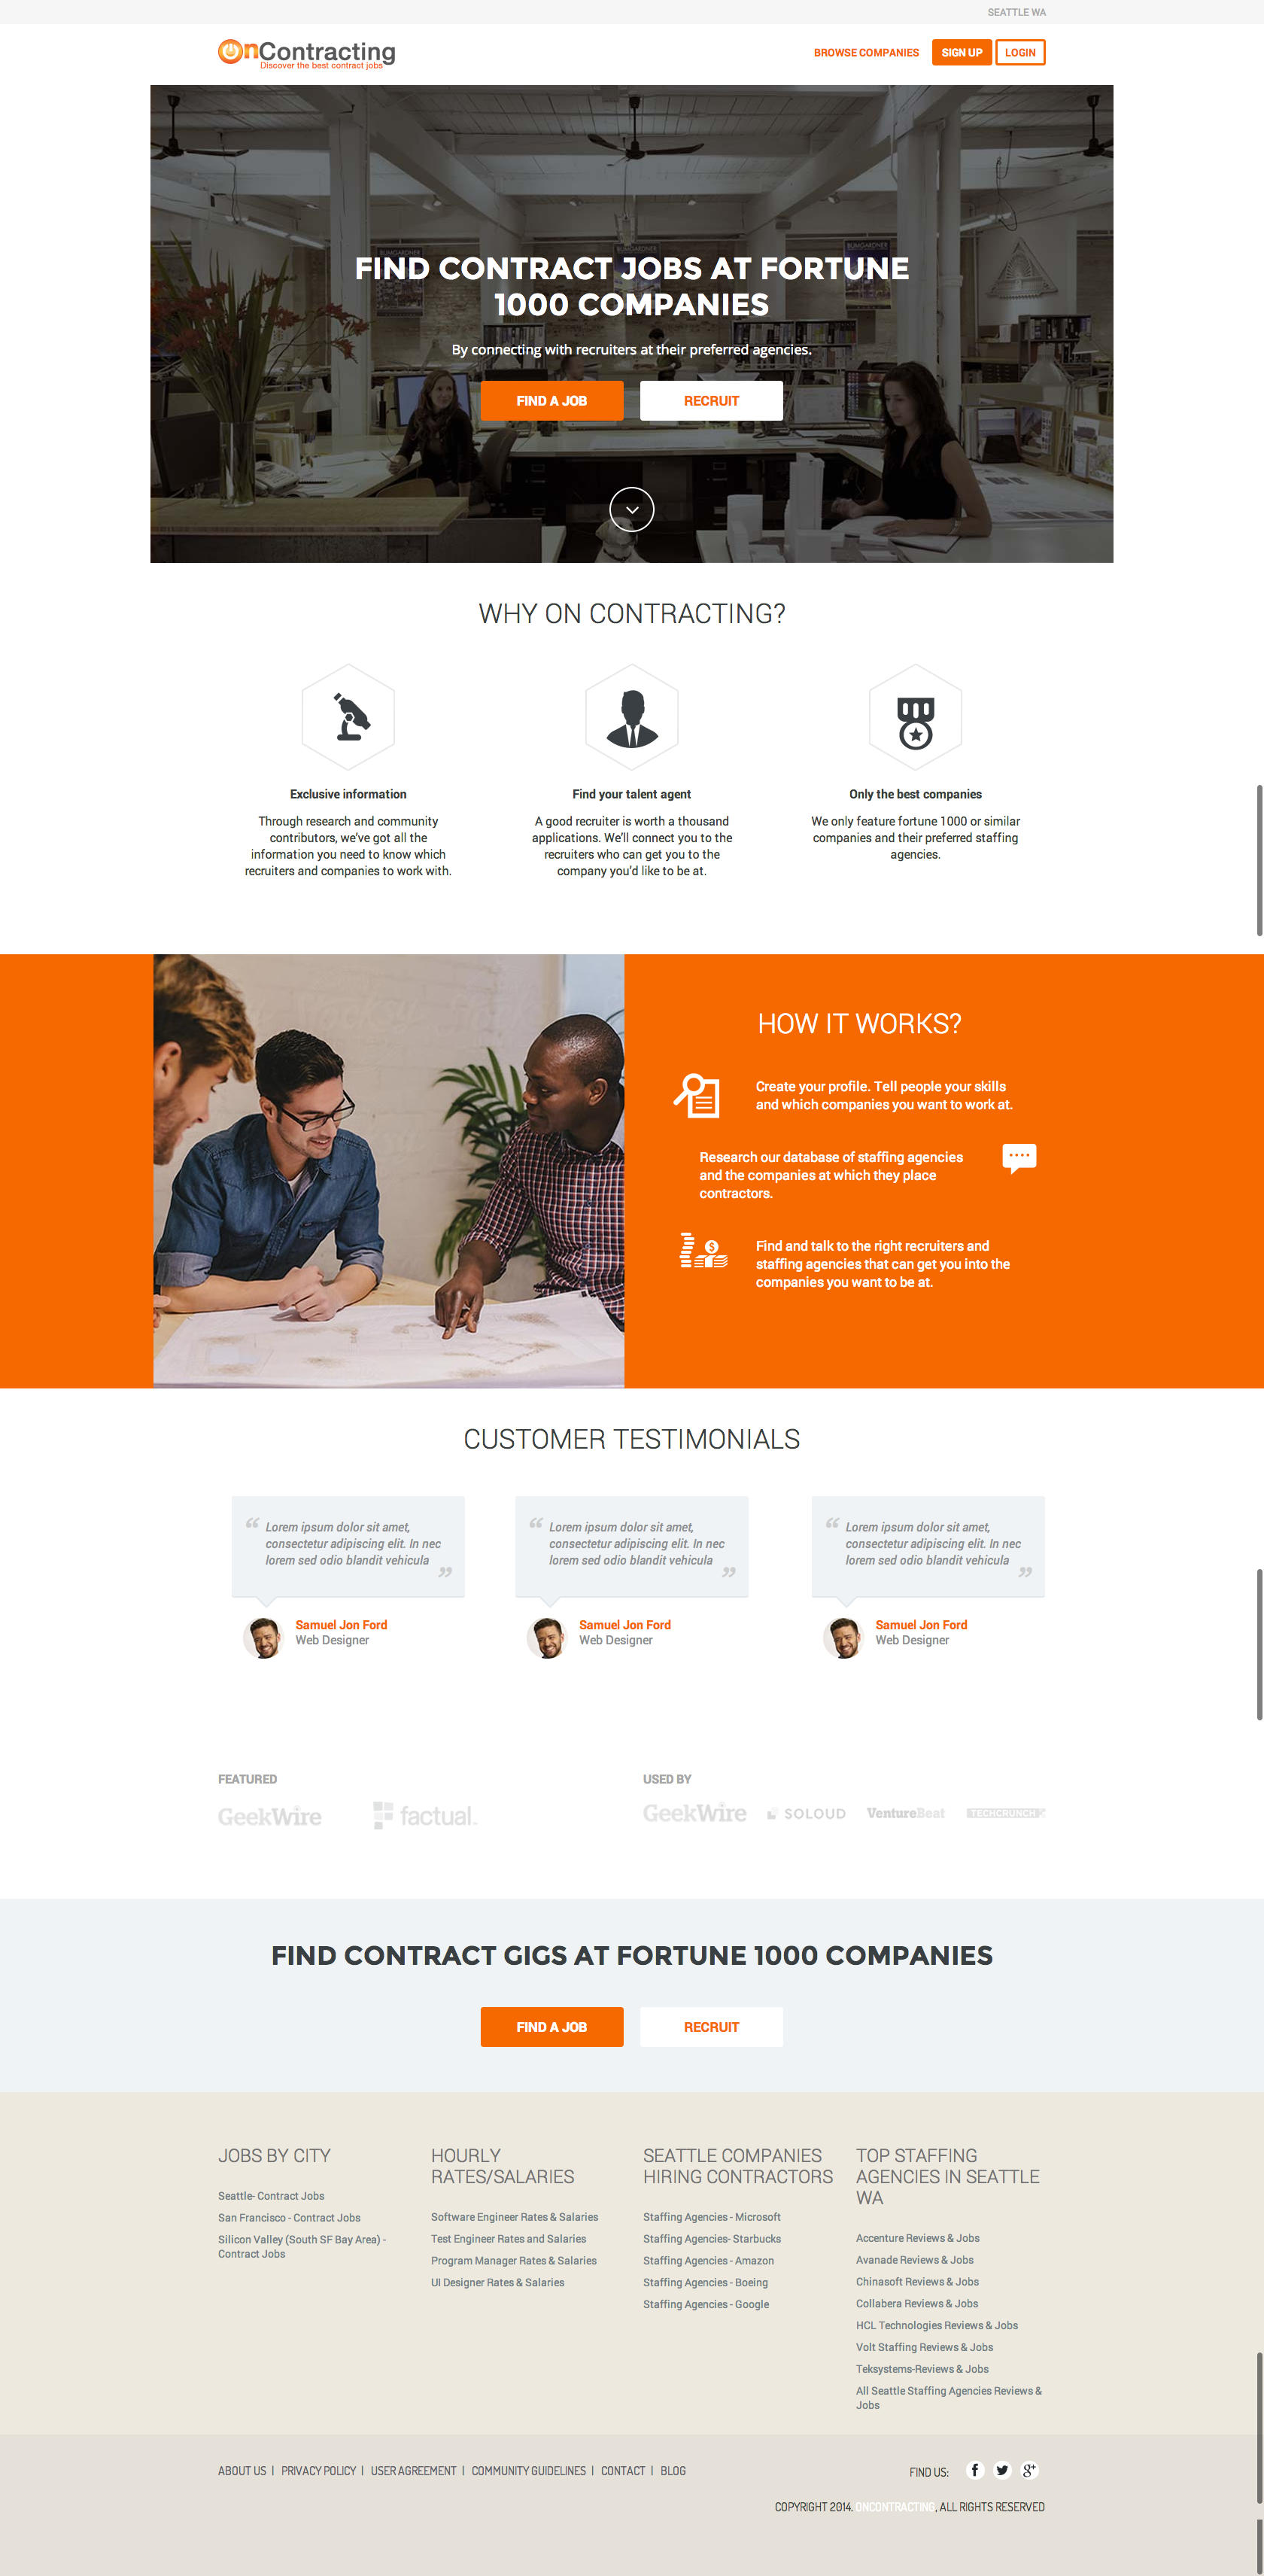 SEATTLE WA
OnContracting
Discover the best contract jobs
BROWSE COMPANIES SIGN UP LOGIN
BUMGARDNER
FIND CONTRACT JOBS AT FORTUNE
1000 COMPANIES
By connecting with recruiters at their preferred agencies.
FIND A JOB RECRUIT
WHY ON CONTRACTING?
Exclusive information
Through research and community
contributors, we've got all the
information you need to know which
recruiters and companies to work with.
Find your talent agent
A good recruiter is worth a thousand
applications. We'll connect you to the
recruiters who can get you to the
company you'd like to be at.
Only the best companies
We only feature fortune 1000 or similar
companies and their preferred staffing
agencies.
HOW IT WORKS?
Create your profile. Tell people your skills
and which companies you want to work at.
Research our database of staffing agencies
and the companies at which they place
contractors.
Find and talk to the right recruiters and
staffing agencies that can get you into the
companies you want to be at.
CUSTOMER TESTIMONIALS
“ Lorem ipsum dolor sit amet,
consectetur adipiscing elit. In nec
lorem sed odio blandit vehicula ”
Samuel Jon Ford
Web Designer
“ Lorem ipsum dolor sit amet,
consectetur adipiscing elit. In nec
lorem sed odio blandit vehicula ”
Samuel Jon Ford
Web Designer
“ Lorem ipsum dolor sit amet,
consectetur adipiscing elit. In nec
lorem sed odio blandit vehicula ”
Samuel Jon Ford
Web Designer
FEATURED
GeekWire factual
USED BY
GeekWire SOLOUD VentureBeat TECHCRUNCH
FIND CONTRACT GIGS AT FORTUNE 1000 COMPANIES
FIND A JOB RECRUIT
JOBS BY CITY
Seattle- Contract Jobs
San Francisco - Contract Jobs
Silicon Valley (South SF Bay Area) -
Contract Jobs
HOURLY
RATES/SALARIES
Software Engineer Rates & Salaries
Test Engineer Rates and Salaries
Program Manager Rates & Salaries
UI Designer Rates & Salaries
SEATTLE COMPANIES
HIRING CONTRACTORS
Staffing Agencies - Microsoft
Staffing Agencies- Starbucks
Staffing Agencies - Amazon
Staffing Agencies - Boeing
Staffing Agencies - Google
TOP STAFFING
AGENCIES IN SEATTLE
WA
Accenture Reviews & Jobs
Avanade Reviews & Jobs
Chinasoft Reviews & Jobs
Collabera Reviews & Jobs
HCL Technologies Reviews & Jobs
Volt Staffing Reviews & Jobs
Teksystems-Reviews & Jobs
All Seattle Staffing Agencies Reviews &
Jobs
ABOUT US | PRIVACY POLICY | USER AGREEMENT | COMMUNITY GUIDELINES | CONTACT | BLOG
FIND US: f g+
COPYRIGHT 2014. ONCONTRACTING, ALL RIGHTS RESERVED